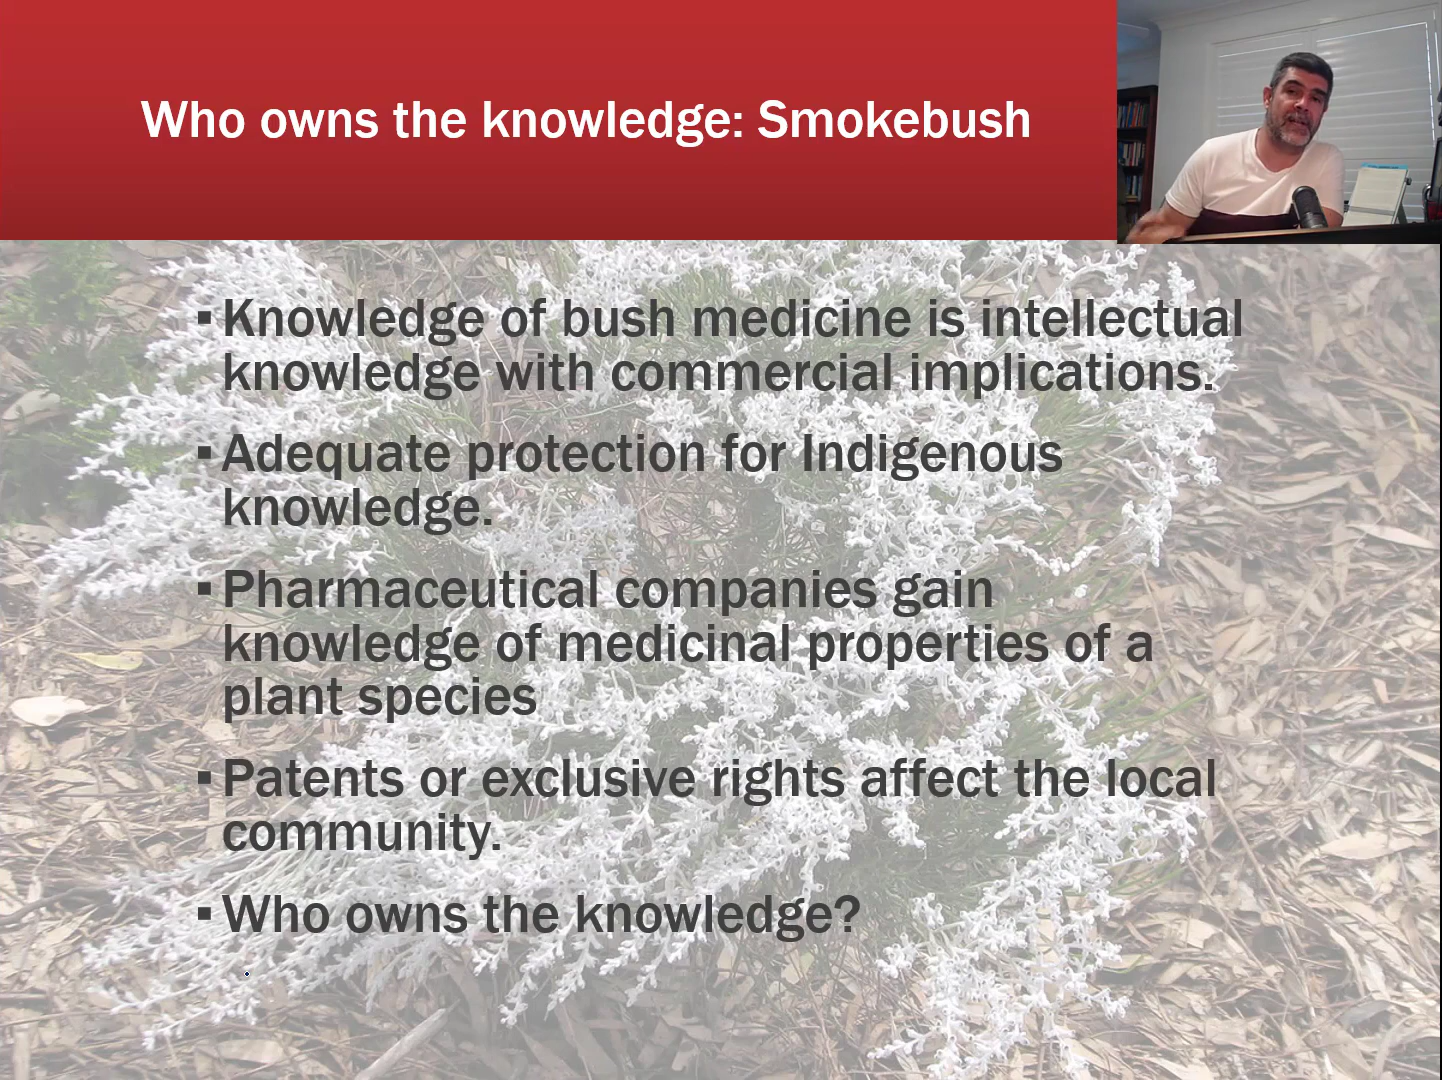 Who owns the knowledge: Smokebush
▪Knowledge of bush medicine is intellectual
knowledge with commercial implications.
▪Adequate protection for Indigenous
knowledge.
▪Pharmaceutical companies gain
knowledge of medicinal properties of a
plant species
▪Patents or exclusive rights affect the local
community.
▪Who owns the knowledge?